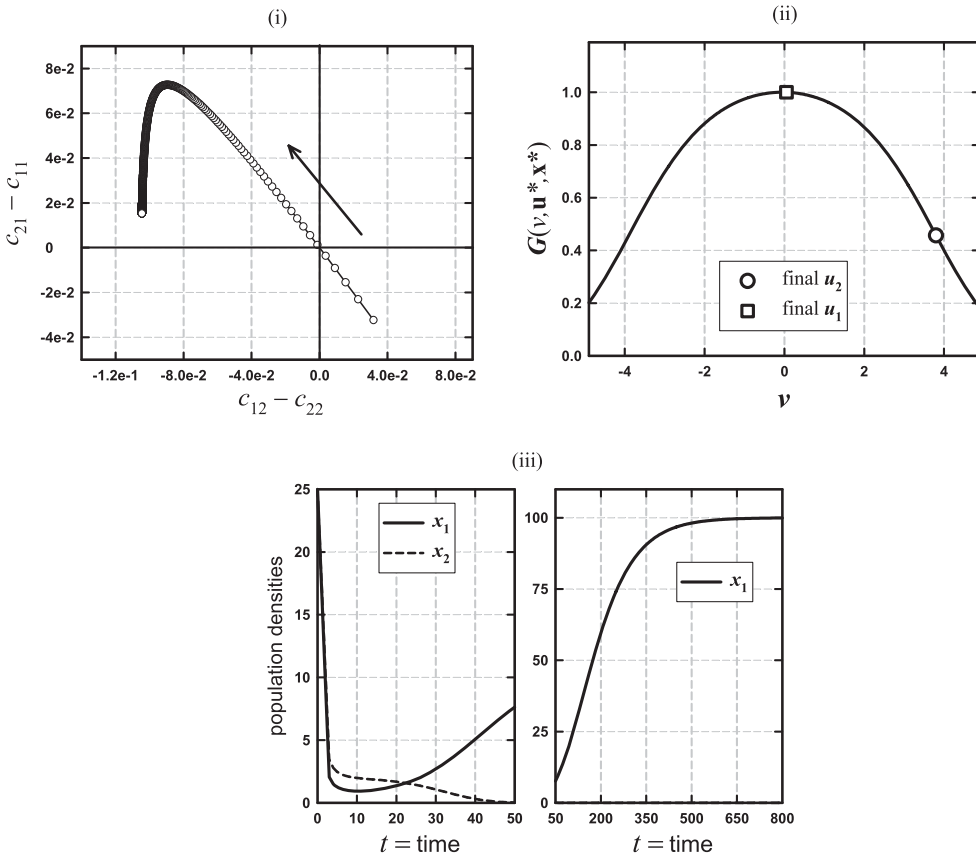 (i)
8e-2
6e-2
4e-2
2e-2
0
-2e-2
-4e-2
c21 − c11
-1.2e-1 -8.0e-2 -4.0e-2 0.0 4.0e-2 8.0e-2
c12 − c22
(ii)
1.0
0.8
0.6
0.4
0.2
0.0
G(v,u*,x*)
final u2
final u1
-4 -2 0 2 4
v
(iii)
25
20
15
10
5
0
population densities
x1
x2
0 10 20 30 40 50
t = time
100
75
50
25
0
x1
50 200 350 500 650 800
t = time